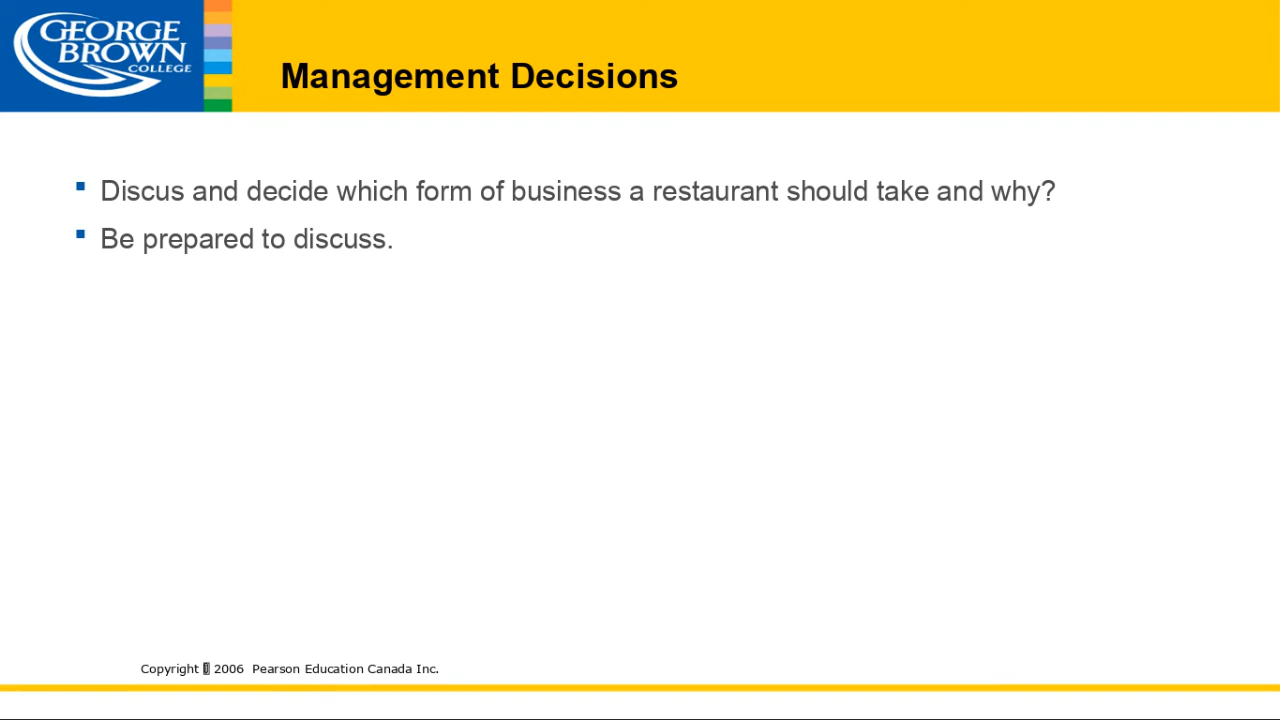 GEORGE
BROWN
COLLEGE
Management Decisions
Discus and decide which form of business a restaurant should take and why?
Be prepared to discuss.
Copyright 2006 Pearson Education Canada Inc.